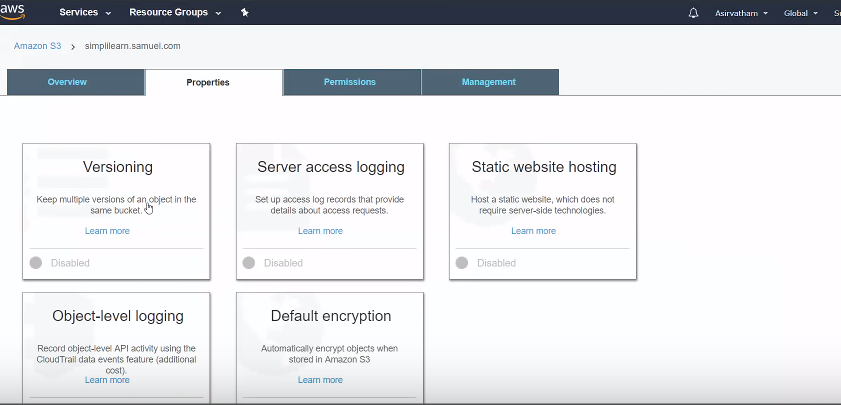 aws
Services
Resource Groups
Asirvatham
Global
Amazon S3 > simplilearn.samuel.com
Overview
Properties
Permissions
Management
Versioning
Keep multiple versions of an object in the
same bucket.
Learn more
Disabled
Server access logging
Set up access log records that provide
details about access requests.
Learn more
Disabled
Static website hosting
Host a static website, which does not
require server-side technologies.
Learn more
Disabled
Object-level logging
Record object-level API activity using the
CloudTrail data events feature (additional
cost).
Learn more
Default encryption
Automatically encrypt objects when
stored in Amazon S3
Learn more